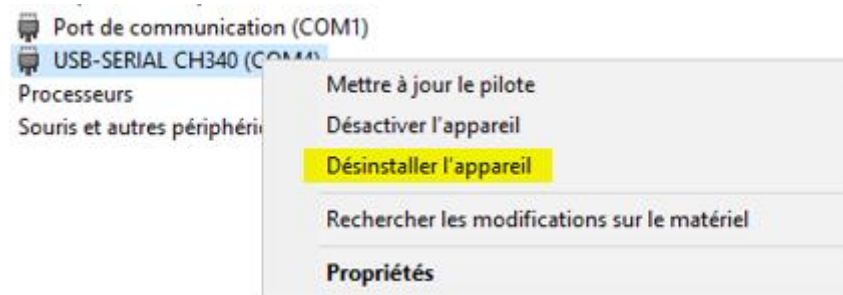 Port de communication (COM1)
USB-SERIAL CH340 (COM4)
Processeurs
Souris et autres
Mettre à jour le pilote
Désactiver l'appareil
Désinstaller l'appareil
Rechercher les modifications sur le matériel
Propriétés